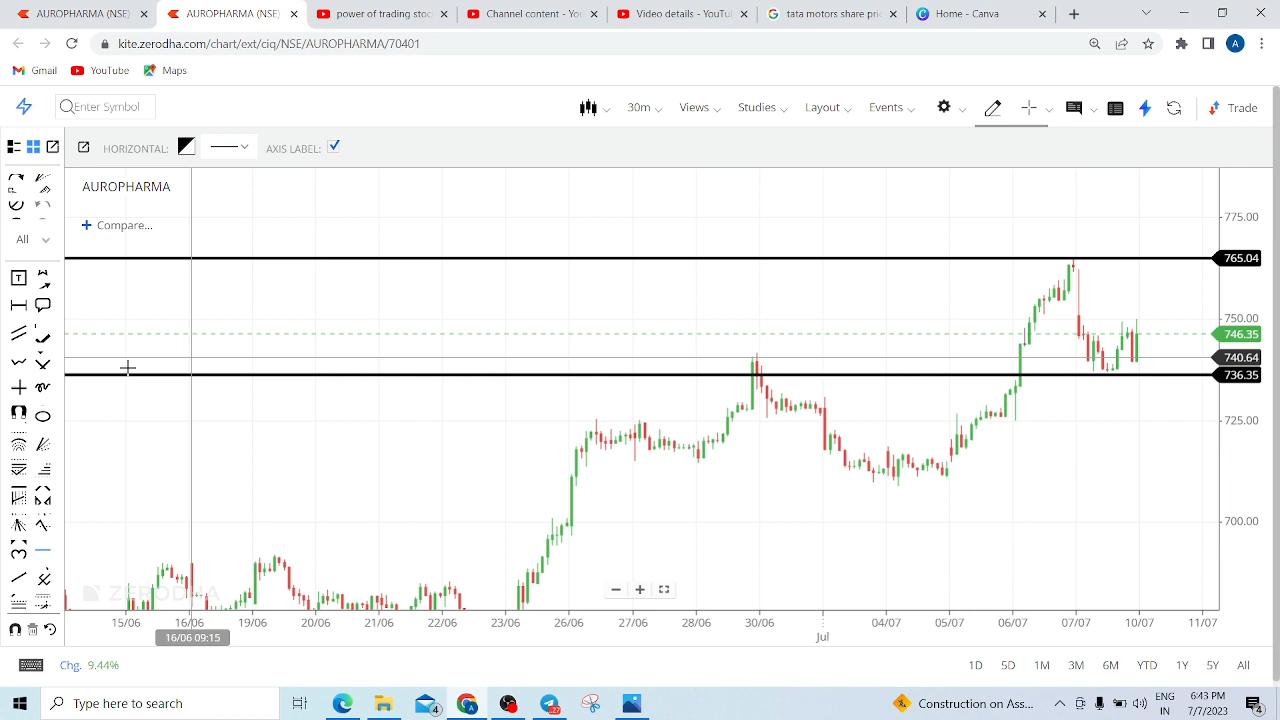 AUROPHARMA (NSE)
AUROPHARMA (NSE)
of trading stock
Channel content - You
Video details - YouTu
tata motors share pric
Home - Canva
kite.zerodha.com/chart/ext/ciq/NSE/AUROPHARMA/70401
A
Gmail
YouTube
Maps
Enter Symbol
30m
Views
Studies
Layout
Events
Trade
HORIZONTAL:
AXIS LABEL:
AUROPHARMA
Compare...
All
T
775.00
765.04
750.00
746.35
740.64
736.35
725.00
700.00
ZERODHA
15/06
16/06
19/06
20/06
21/06
22/06
23/06
26/06
27/06
28/06
30/06
04/07
05/07
06/07
07/07
10/07
11/07
16/06 09:15
Jul
Chg. 9.44%
1D
5D
1M
3M
6M
YTD
1Y
5Y
All
Type here to search
4
A
27
Construction on Ass...
ENG
IN
6:43 PM
7/7/2023
4